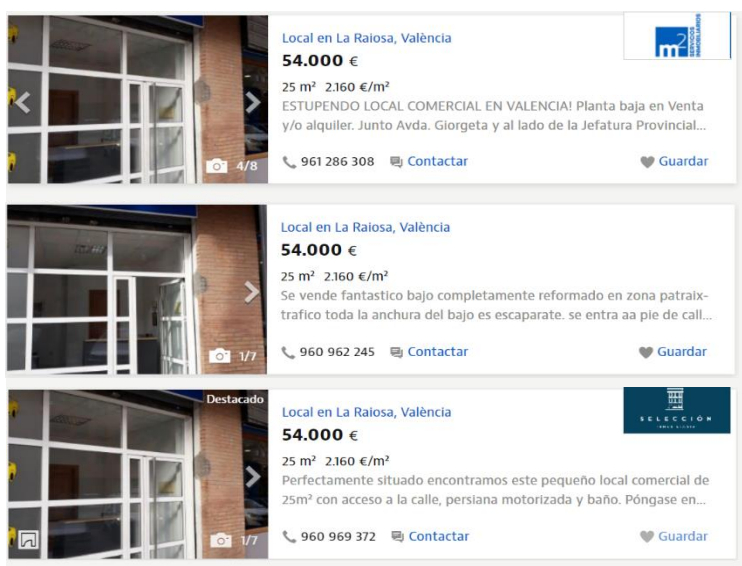 Local en La Raiosa, València
54.000 €
25 m² 2.160 €/m²
ESTUPENDO LOCAL COMERCIAL EN VALENCIA! Planta baja en Venta
y/o alquiler. Junto Avda. Giorgeta y al lado de la Jefatura Provincial...
4/8
961 286 308 Contactar Guardar
m2 SERVICIOS INMOBILIARIOS
Local en La Raiosa, València
54.000 €
25 m² 2.160 €/m²
Se vende fantastico bajo completamente reformado en zona patraix-
trafico toda la anchura del bajo es escaparate. se entra aa pie de call...
1/7
960 962 245 Contactar Guardar
Destacado
Local en La Raiosa, València
54.000 €
25 m² 2.160 €/m²
Perfectamente situado encontramos este pequeño local comercial de
25m² con acceso a la calle, persiana motorizada y baño. Póngase en...
1/7
960 969 372 Contactar Guardar
SELECCIÓN